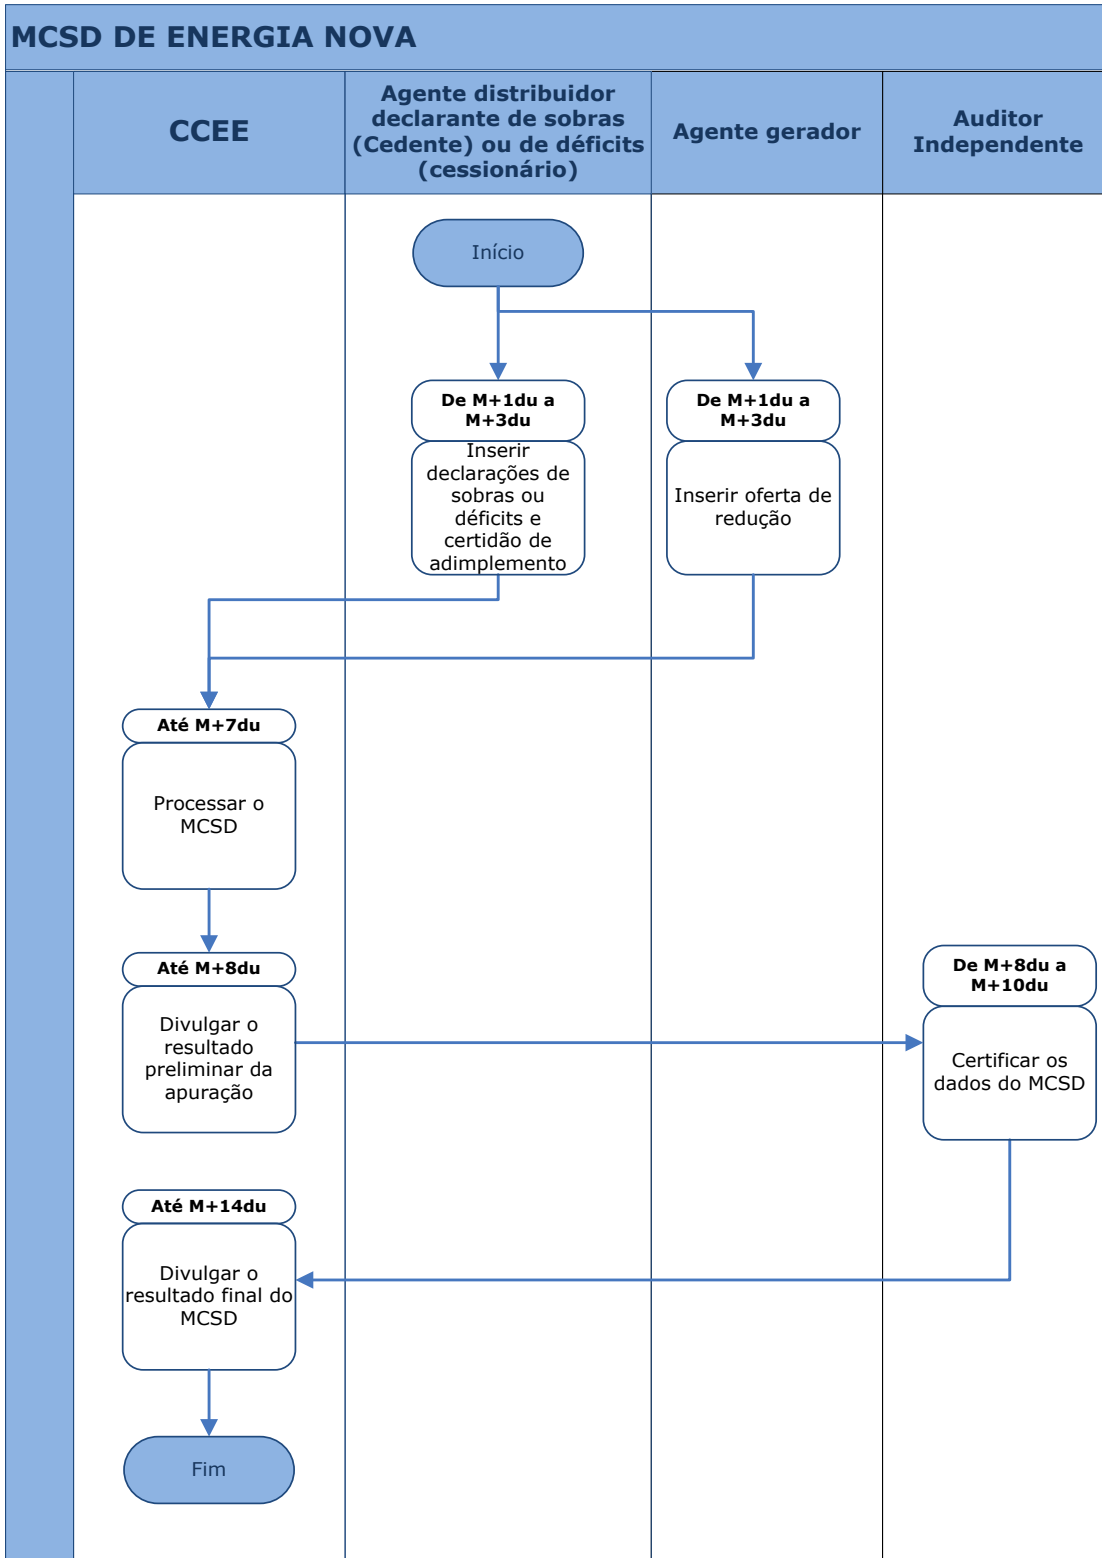 MCSD DE ENERGIA NOVA
CCEE
Agente distribuidor
declarante de sobras
(Cedente) ou de déficits
(cessionário)
Agente gerador
Auditor
Independente
Início
De M+1du a
M+3du
Inserir
declarações de
sobras ou
déficits e
certidão de
adimplemento
De M+1du a
M+3du
Inserir oferta de
redução
Até M+7du
Processar o
MCSD
Até M+8du
Divulgar o
resultado
preliminar da
apuração
De M+8du a
M+10du
Certificar os
dados do MCSD
Até M+14du
Divulgar o
resultado final do
MCSD
Fim